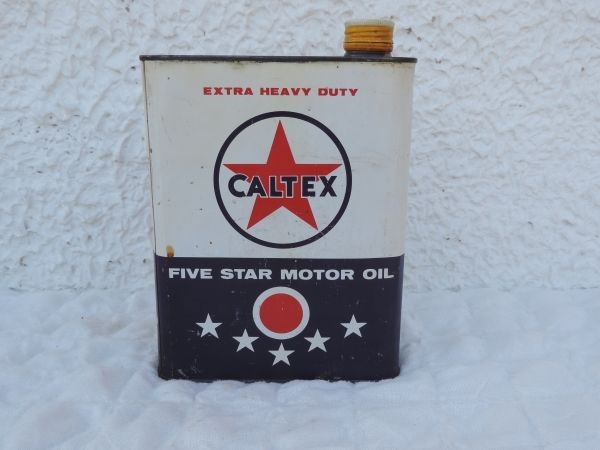 EXTRA HEAVY DUTY
CALTEX
FIVE STAR MOTOR OIL